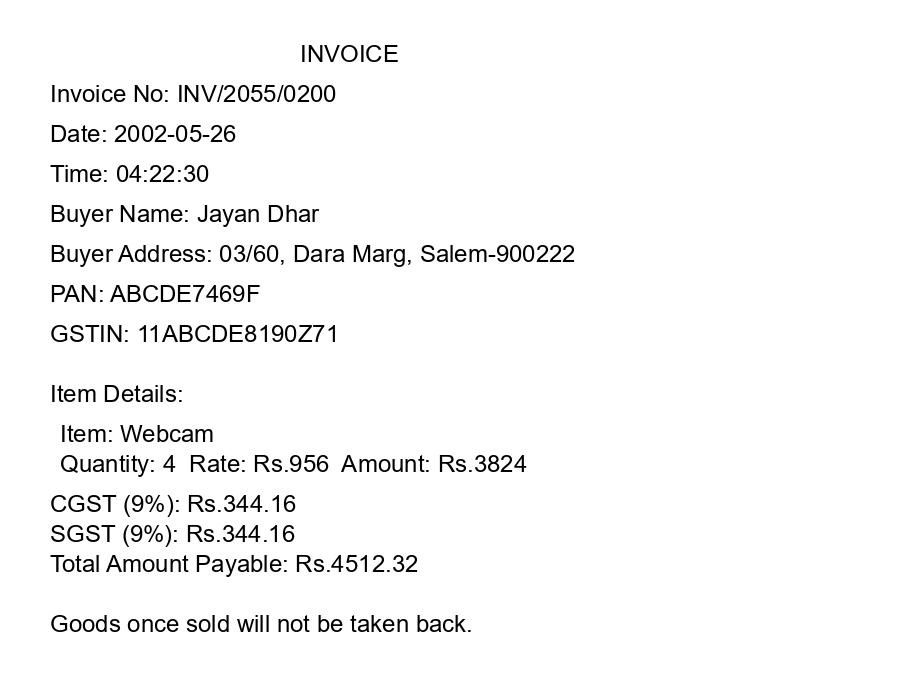 INVOICE
Invoice No: INV/2055/0200
Date: 2002-05-26
Time: 04:22:30
Buyer Name: Jayan Dhar
Buyer Address: 03/60, Dara Marg, Salem-900222
PAN: ABCDE7469F
GSTIN: 11ABCDE8190Z71
Item Details:
Item: Webcam
Quantity: 4  Rate: Rs.956  Amount: Rs.3824
CGST (9%): Rs.344.16
SGST (9%): Rs.344.16
Total Amount Payable: Rs.4512.32
Goods once sold will not be taken back.